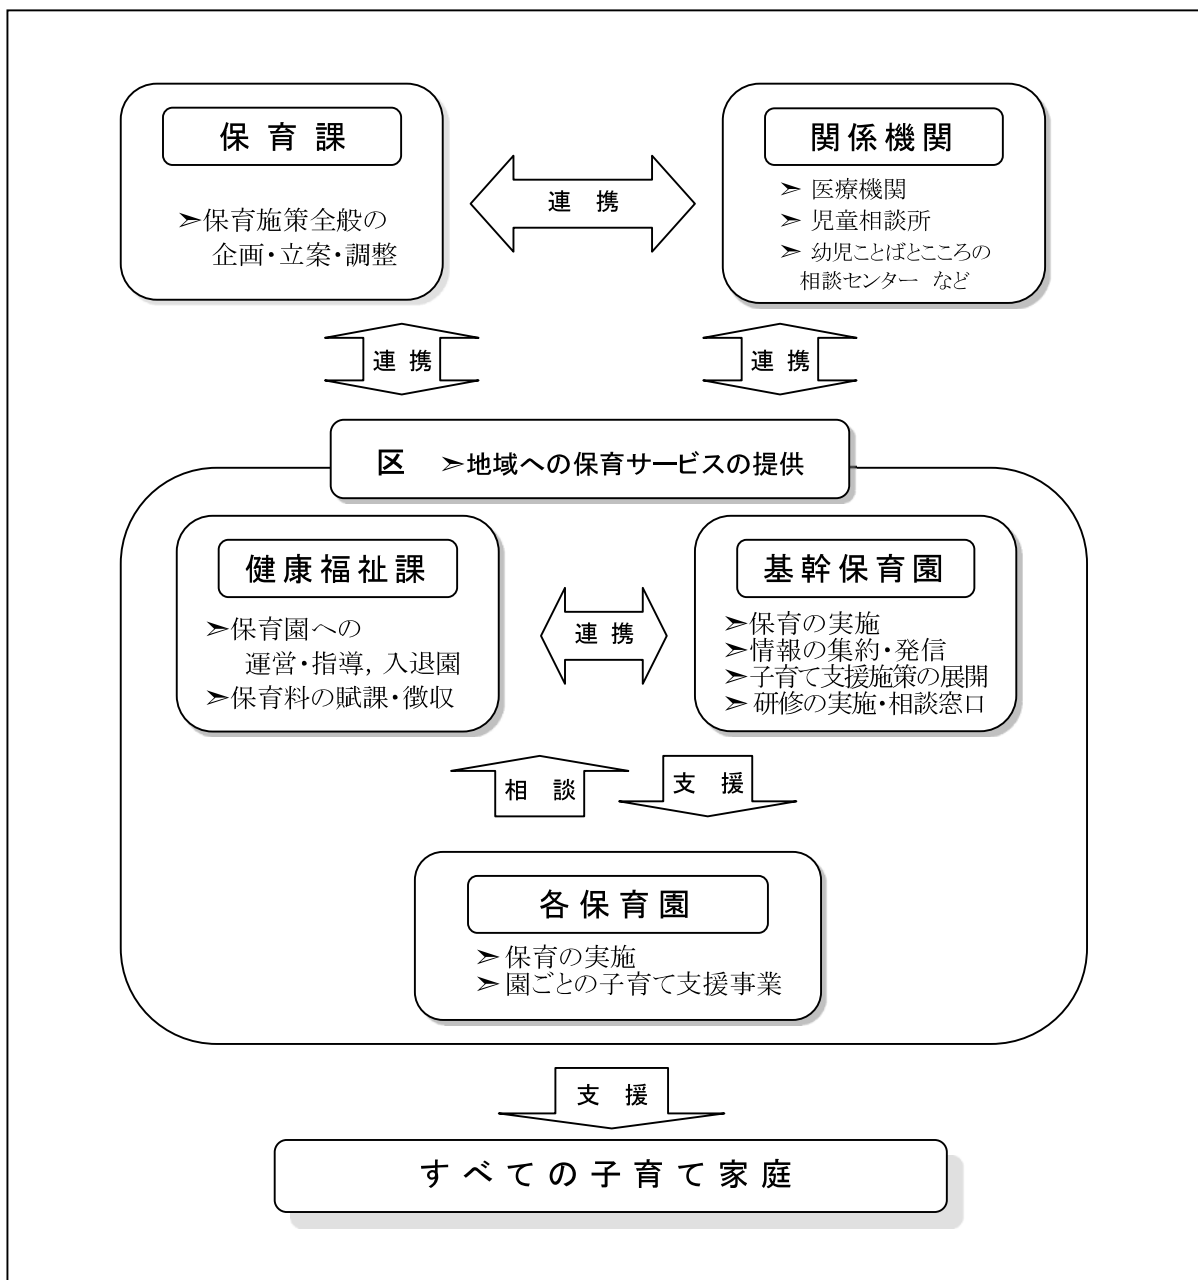 保育課
➢保育施策全般の
企画・立案・調整
連携
関係機関
➢ 医療機関
➢ 児童相談所
➢ 幼児ことばとこころの
相談センター など
連携
連携
区 ➢地域への保育サービスの提供
健康福祉課
➢保育園への
運営・指導, 入退園
➢保育料の賦課・徴収
連携
基幹保育園
➢保育の実施
➢情報の集約・発信
➢子育て支援施策の展開
➢研修の実施・相談窓口
相談
支援
各保育園
➢保育の実施
➢園ごとの子育て支援事業
支援
すべての子育て家庭